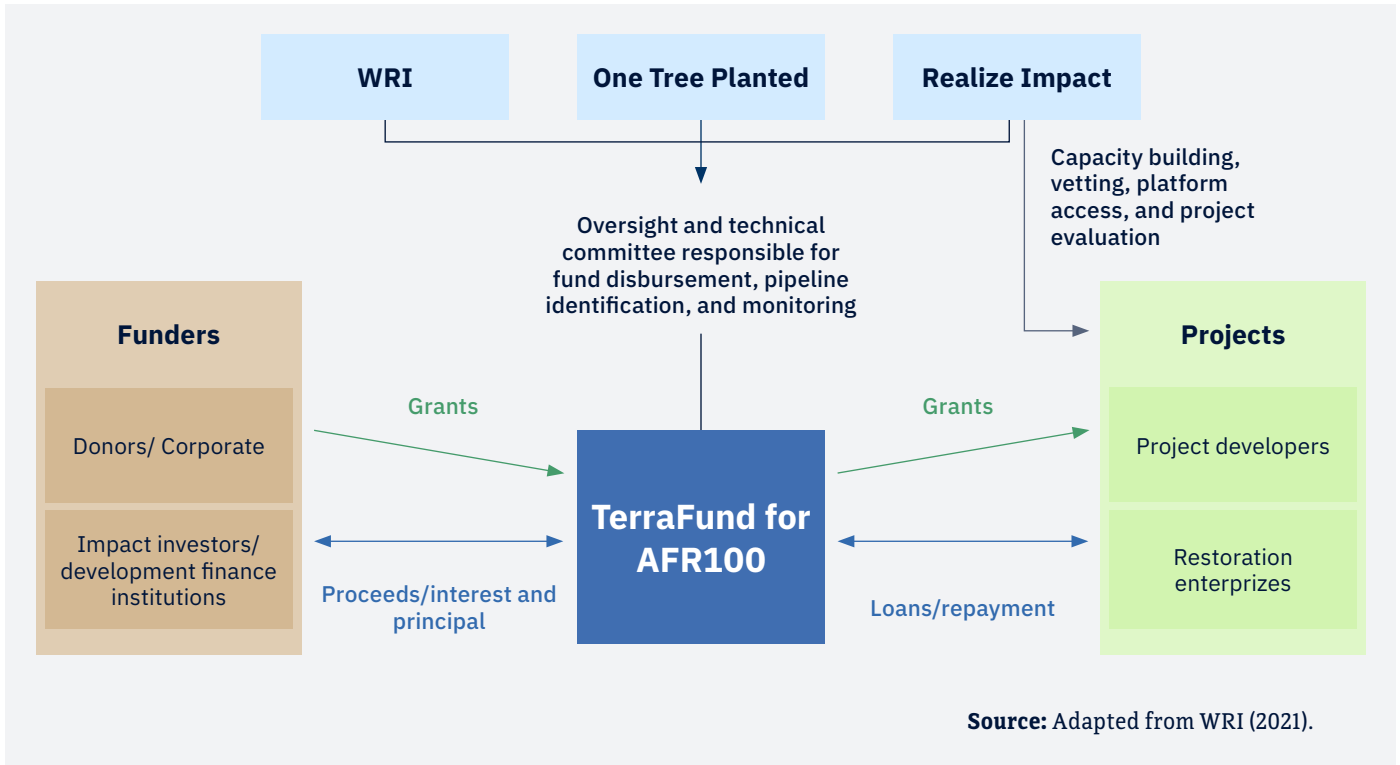 WRI
One Tree Planted
Realize Impact
Capacity building,
vetting, platform
access, and project
evaluation
Oversight and technical
committee responsible for
fund disbursement, pipeline
identification, and monitoring
Funders
Donors/ Corporate
Impact investors/
development finance
institutions
Grants
Proceeds/interest and
principal
TerraFund for
AFR100
Grants
Loans/repayment
Projects
Project developers
Restoration
enterprizes
Source: Adapted from WRI (2021).